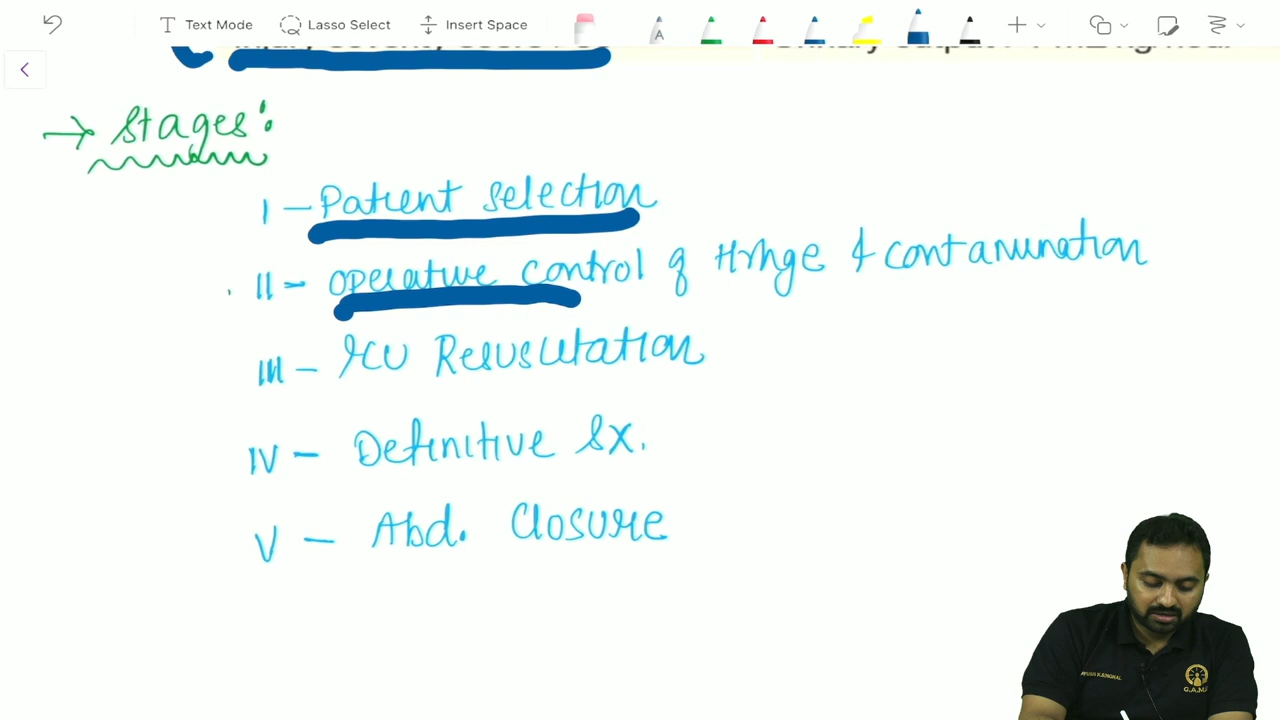 Text Mode Lasso Select Insert Space
→ Stages:
I - Patient Selection
II - Operative control of Hrhge & contamination
III - ICU Resuscitation
IV - Definitive Sx.
V - Abd. Closure
G.A.M.S